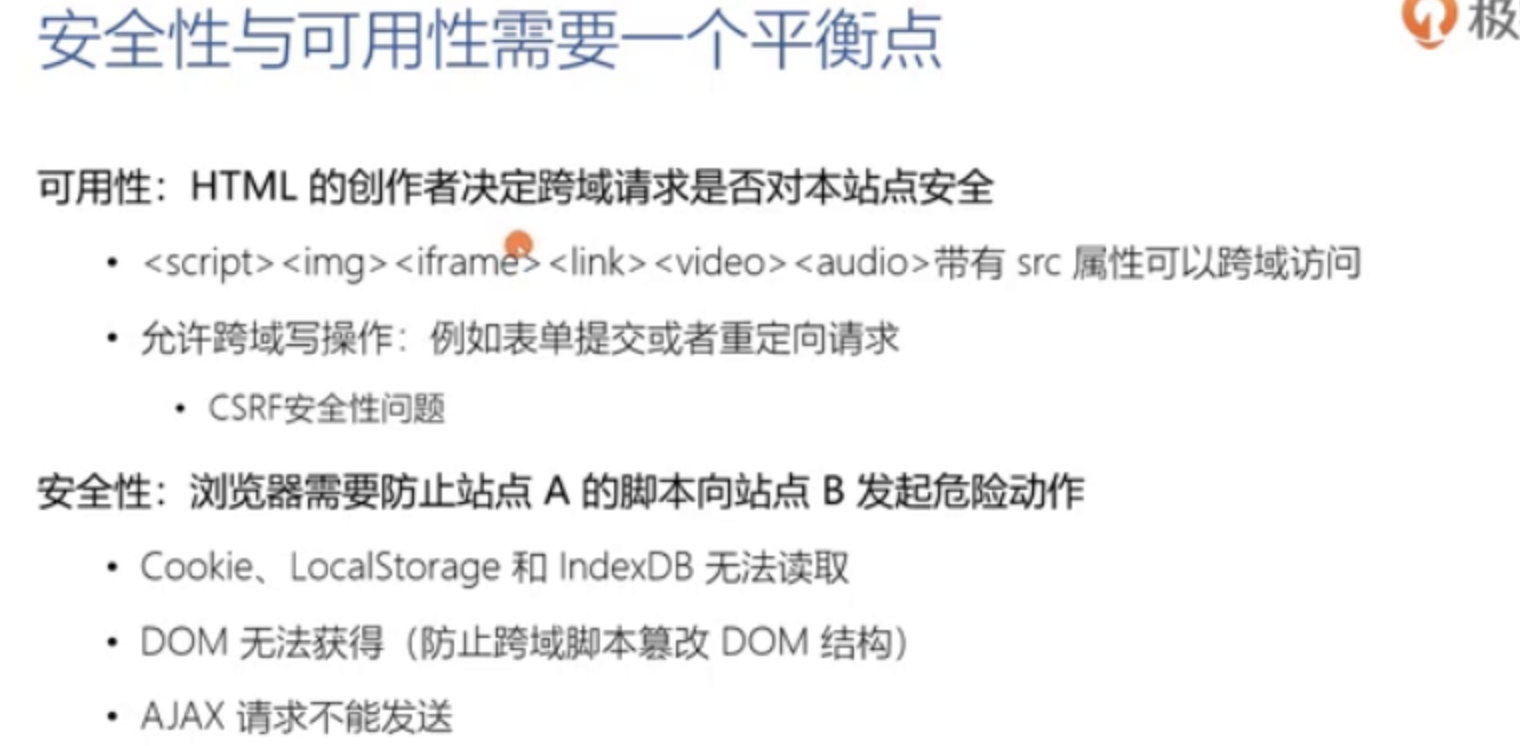 安全性与可用性需要一个平衡点
极
可用性：HTML 的创作者决定跨域请求是否对本站点安全
• <script><img><iframe><link><video><audio>带有 src 属性可以跨域访问
• 允许跨域写操作：例如表单提交或者重定向请求
• CSRF安全性问题
安全性：浏览器需要防止站点 A 的脚本向站点 B 发起危险动作
• Cookie、LocalStorage 和 IndexDB 无法读取
• DOM 无法获得（防止跨域脚本篡改 DOM 结构）
• AJAX 请求不能发送